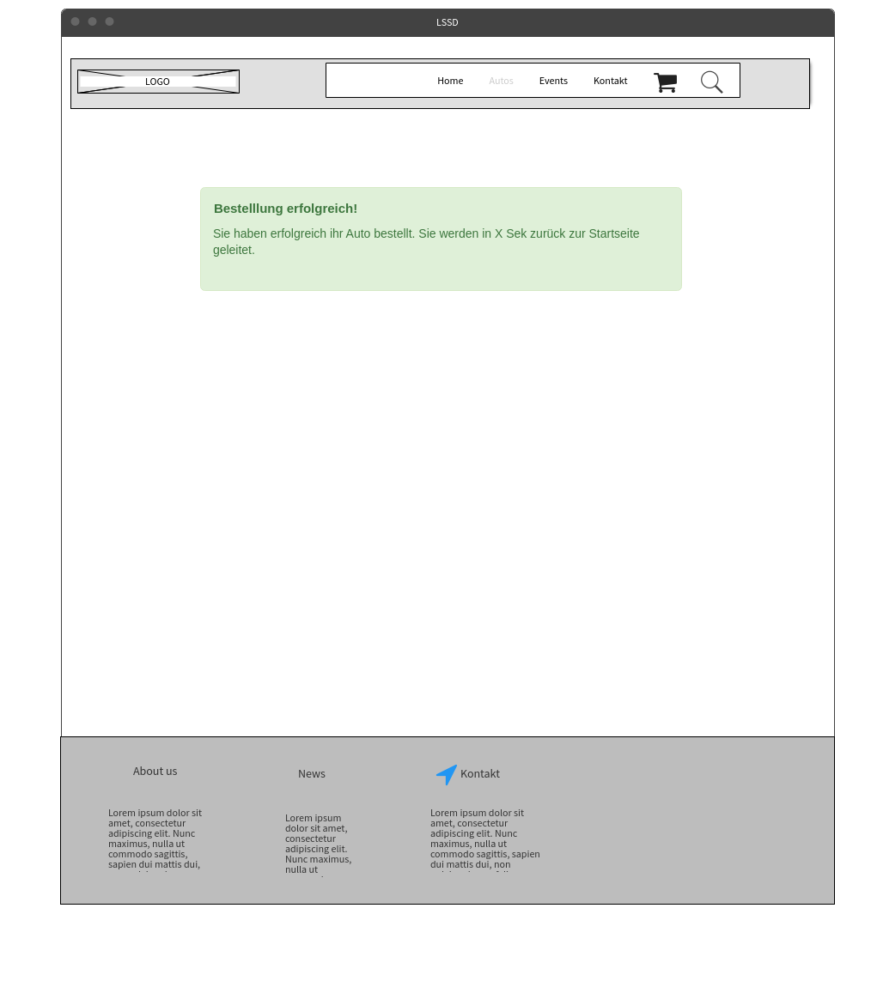 LSSD
LOGO
Home Autos Events Kontakt
Bestelllung erfolgreich!
Sie haben erfolgreich ihr Auto bestellt. Sie werden in X Sek zurück zur Startseite
geleitet.
About us
Lorem ipsum dolor sit
amet, consectetur
adipiscing elit. Nunc
maximus, nulla ut
commodo sagittis,
sapien dui mattis dui,
News
Lorem ipsum
dolor sit amet,
consectetur
adipiscing elit.
Nunc maximus,
nulla ut
Kontakt
Lorem ipsum dolor sit
amet, consectetur
adipiscing elit. Nunc
maximus, nulla ut
commodo sagittis, sapien
dui mattis dui, non